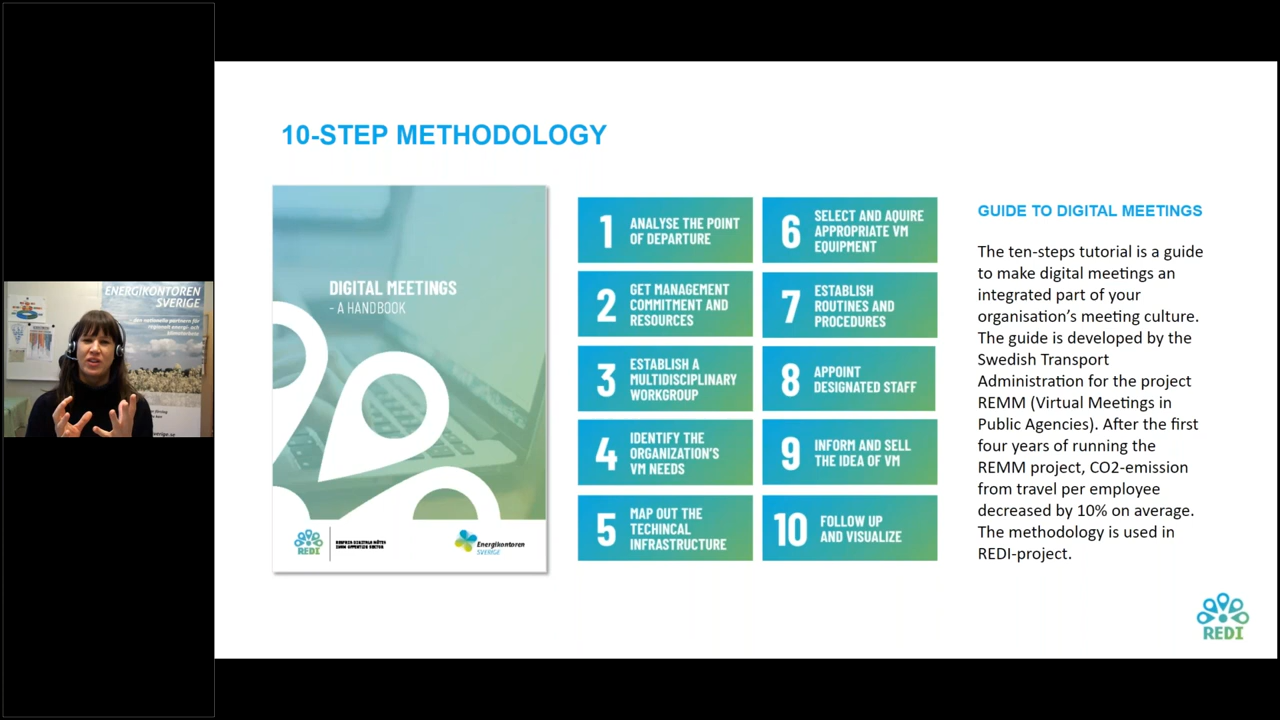 10-STEP METHODOLOGY
DIGITAL MEETINGS
- A HANDBOOK
REDI
Energikontoren
SVERIGE
1 ANALYSE THE POINT
OF DEPARTURE
2 GET MANAGEMENT
COMMITMENT AND
RESOURCES
3 ESTABLISH A
MULTIDISCIPLINARY
WORKGROUP
4 IDENTIFY THE
ORGANIZATION'S
VM NEEDS
5 MAP OUT THE
TECHINCAL
INFRASTRUCTURE
6 SELECT AND AQUIRE
APPROPRIATE VM
EQUIPMENT
7 ESTABLISH
ROUTINES AND
PROCEDURES
8 APPOINT
DESIGNATED STAFF
9 INFORM AND SELL
THE IDEA OF VM
10 FOLLOW UP
AND VISUALIZE
GUIDE TO DIGITAL MEETINGS
The ten-steps tutorial is a guide
to make digital meetings an
integrated part of your
organisation's meeting culture.
The guide is developed by the
Swedish Transport
Administration for the project
REMM (Virtual Meetings in
Public Agencies). After the first
four years of running the
REMM project, CO2-emission
from travel per employee
decreased by 10% on average.
The methodology is used in
REDI-project.
REDI
ENERGIKONTOREN
SVERIGE